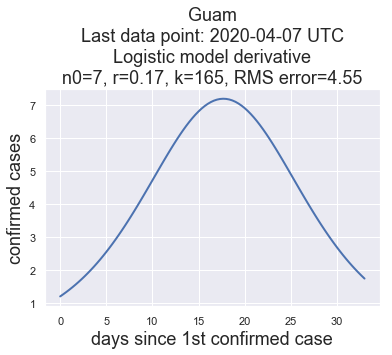 Guam
Last data point: 2020-04-07 UTC
Logistic model derivative
n0=7, r=0.17, k=165, RMS error=4.55
7
6
5
4
3
2
1
confirmed cases
0 5 10 15 20 25 30
days since 1st confirmed case